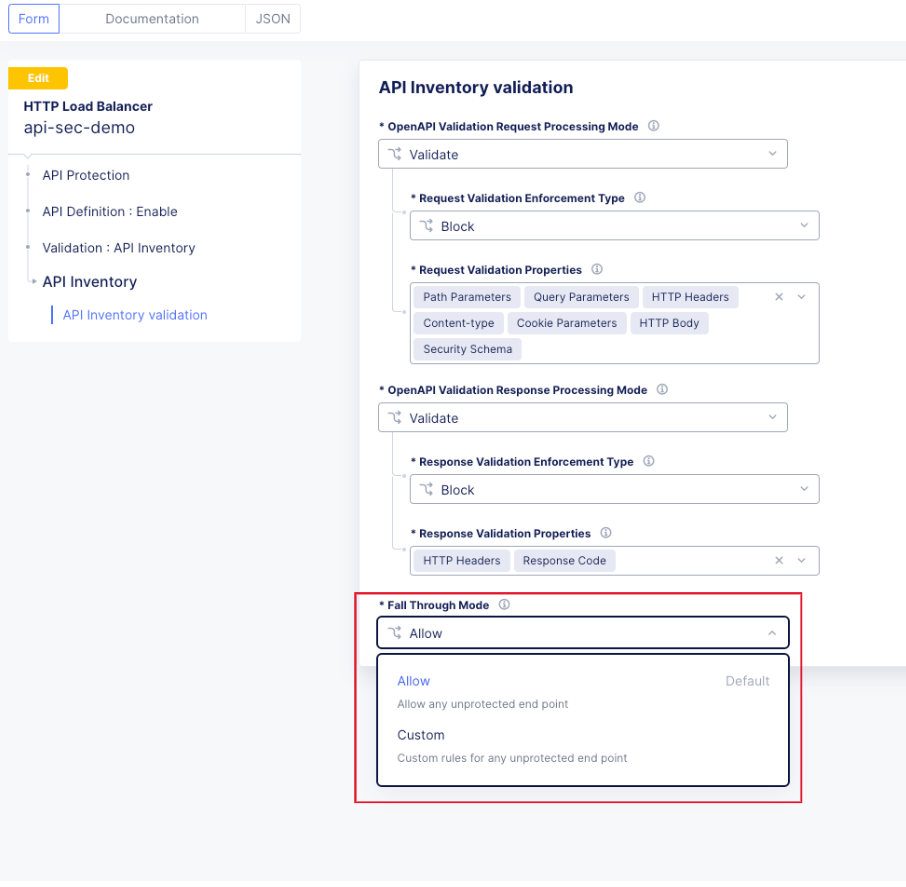 Form Documentation JSON
Edit
HTTP Load Balancer
api-sec-demo
API Protection
API Definition : Enable
Validation : API Inventory
API Inventory
API Inventory validation
API Inventory validation
* OpenAPI Validation Request Processing Mode
Validate
* Request Validation Enforcement Type
Block
* Request Validation Properties
Path Parameters Query Parameters HTTP Headers
Content-type Cookie Parameters HTTP Body
Security Schema
* OpenAPI Validation Response Processing Mode
Validate
* Response Validation Enforcement Type
Block
* Response Validation Properties
HTTP Headers Response Code
* Fall Through Mode
Allow
Allow Default
Allow any unprotected end point
Custom
Custom rules for any unprotected end point